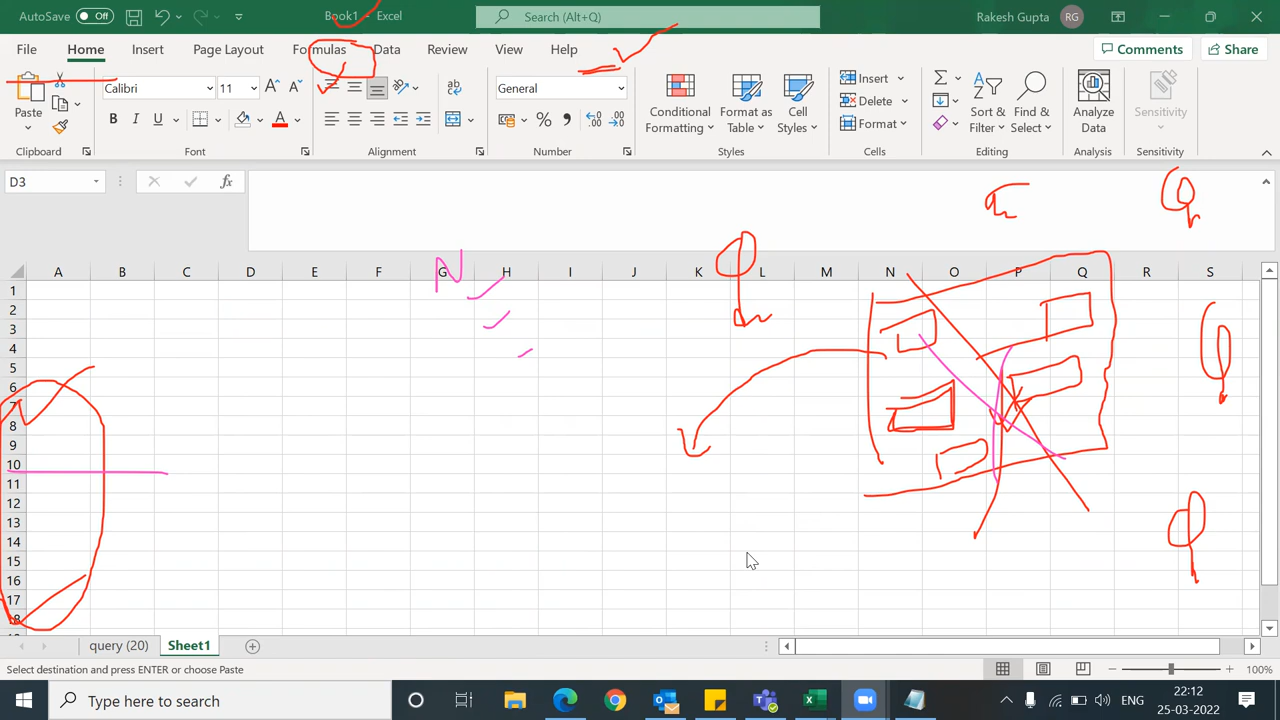 AutoSave Off Book1 - Excel Search (Alt+Q) Rakesh Gupta RG
File Home Insert Page Layout Formulas Data Review View Help Comments Share
Paste Calibri 11 General Conditional Formatting Format as Table Cell Styles Insert Delete Format Sort & Filter Find & Select Analyze Data Sensitivity
B I U A
Clipboard Font Alignment Number Styles Cells Editing Analysis Sensitivity
D3 fx
N
A B C D E F G H I J K L M N O P Q R S
1
2
3
4
5
6
7
8
9
10
11
12
13
14
15
16
17
18
query (20) Sheet1
Select destination and press ENTER or choose Paste 100%
Type here to search ENG 22:12
25-03-2022